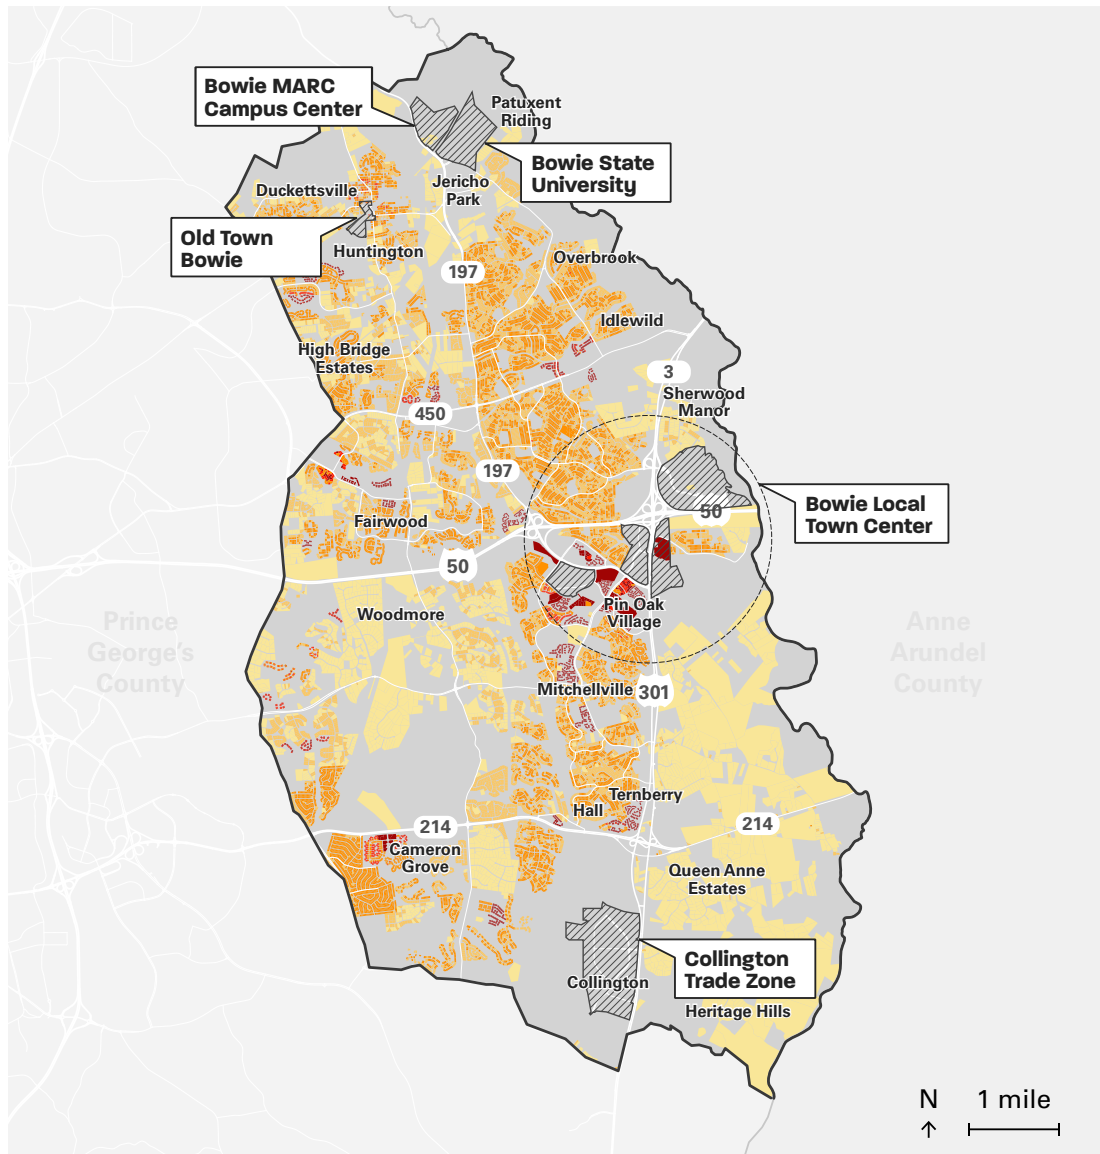 Bowie MARC
Campus Center
Patuxent
Riding
Bowie State
University
Duckettsville
Jericho
Park
Old Town
Bowie
Huntington
Overbrook
197
Idlewild
High Bridge
Estates
3
Sherwood
Manor
450
197
Bowie Local
Town Center
50
Fairwood
50
Woodmore
Pin Oak
Village
Prince
George's
County
Anne
Arundel
County
Mitchellville
301
Ternberry
Hall
214
214
Cameron
Grove
Queen Anne
Estates
Collington
Trade Zone
Collington
Heritage Hills
N
1 mile